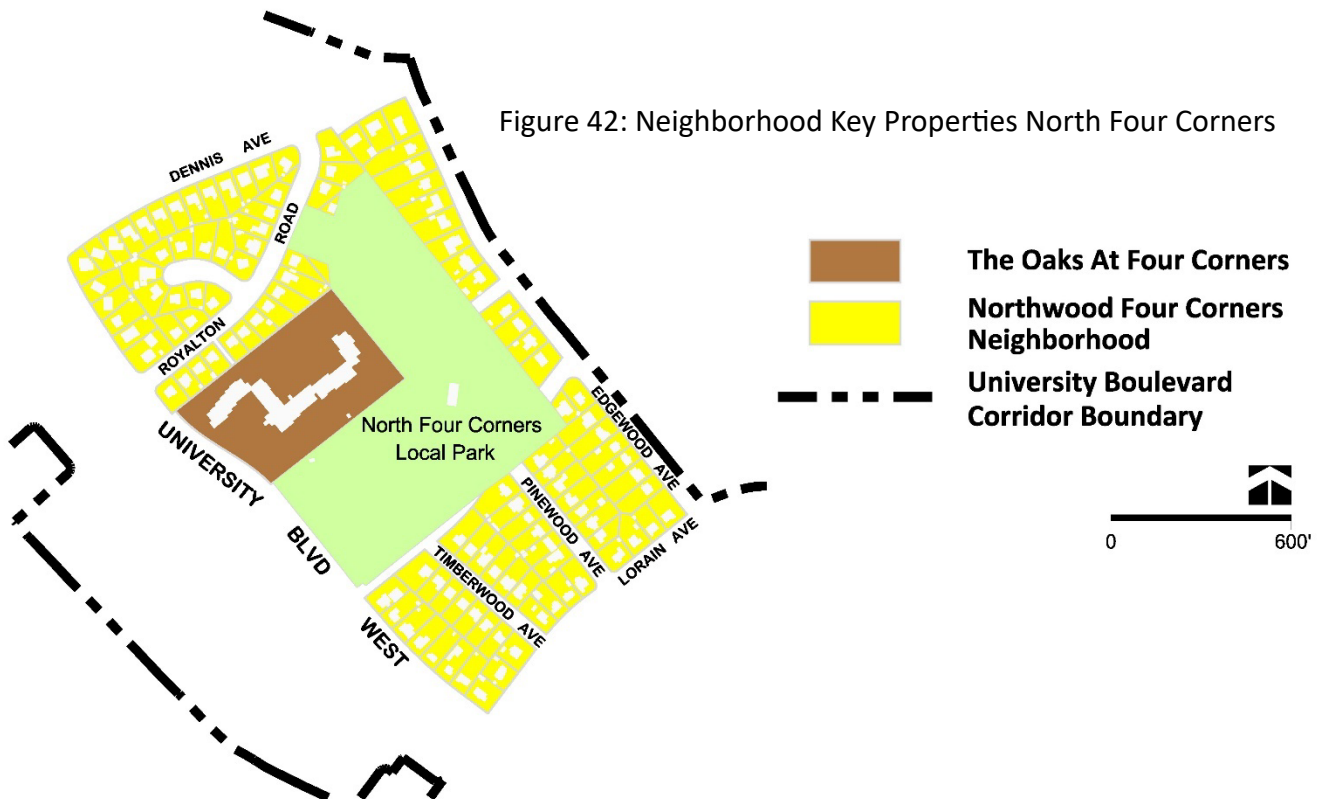 Figure 42: Neighborhood Key Properties North Four Corners
DENNIS AVE
ROAD
ROYALTON
UNIVERSITY
BLVD
WEST
North Four Corners
Local Park
EDGEWOOD AVE
PINEWOOD AVE
TIMBERWOOD AVE
LORAIN AVE
The Oaks At Four Corners
Northwood Four Corners
Neighborhood
University Boulevard
Corridor Boundary
0 600'